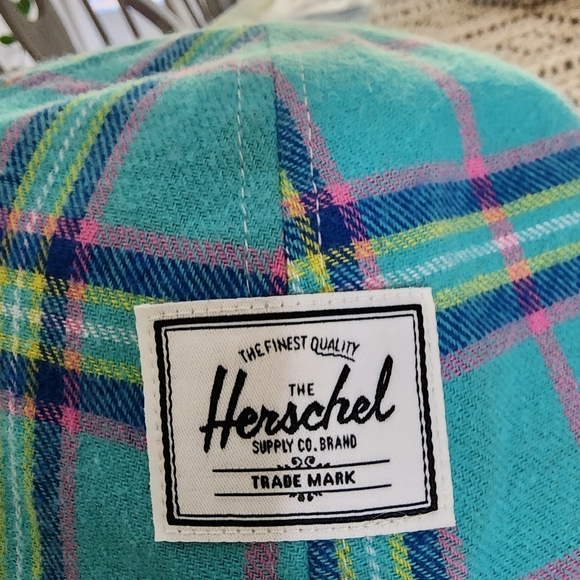 THE FINEST QUALITY
THE
Herschel
SUPPLY CO. BRAND
TRADE MARK